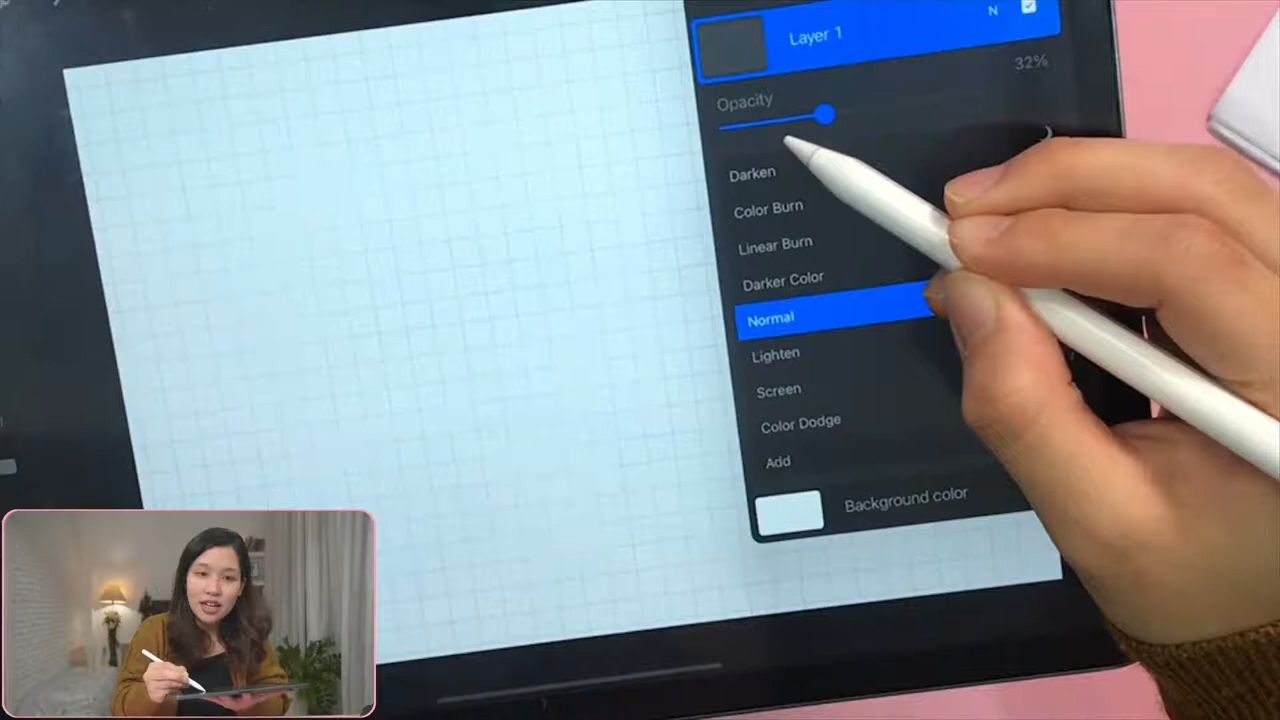 Layer 1
N
32%
Opacity
Darken
Color Burn
Linear Burn
Darker Color
Normal
Lighten
Screen
Color Dodge
Add
Background color